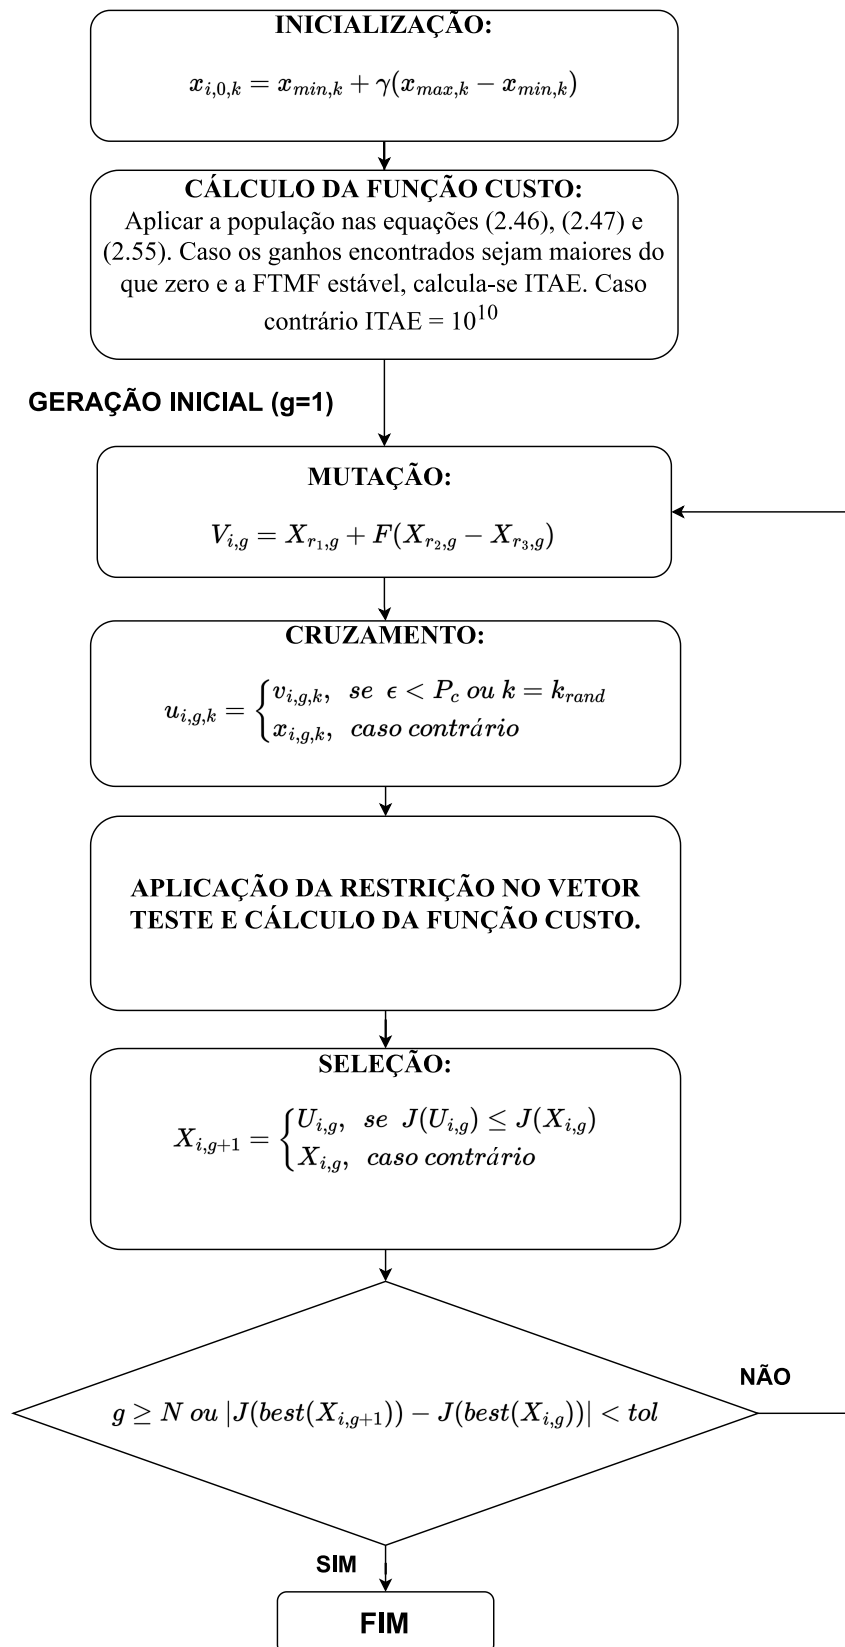 INICIALIZAÇÃO:
x_{i,0,k} = x_{min,k} + γ(x_{max,k} − x_{min,k})
CÁLCULO DA FUNÇÃO CUSTO:
Aplicar a população nas equações (2.46), (2.47) e
(2.55). Caso os ganhos encontrados sejam maiores do
que zero e a FTMF estável, calcula-se ITAE. Caso
contrário ITAE = 10^{10}
GERAÇÃO INICIAL (g=1)
MUTAÇÃO:
V_{i,g} = X_{r_1,g} + F(X_{r_2,g} − X_{r_3,g})
CRUZAMENTO:
u_{i,g,k} = { v_{i,g,k}, se ϵ < P_c ou k = k_{rand}
x_{i,g,k}, caso contrário
APLICAÇÃO DA RESTRIÇÃO NO VETOR
TESTE E CÁLCULO DA FUNÇÃO CUSTO.
SELEÇÃO:
X_{i,g+1} = { U_{i,g}, se J(U_{i,g}) ≤ J(X_{i,g})
X_{i,g}, caso contrário
NÃO
g ≥ N ou |J(best(X_{i,g+1})) − J(best(X_{i,g}))| < tol
SIM
FIM